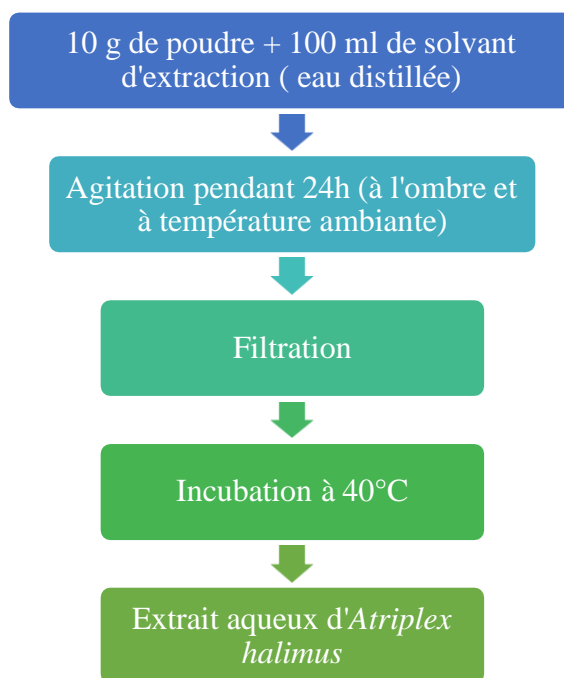 10 g de poudre + 100 ml de solvant
d'extraction ( eau distillée)
Agitation pendant 24h (à l'ombre et
à température ambiante)
Filtration
Incubation à 40°C
Extrait aqueux d'Atriplex
halimus